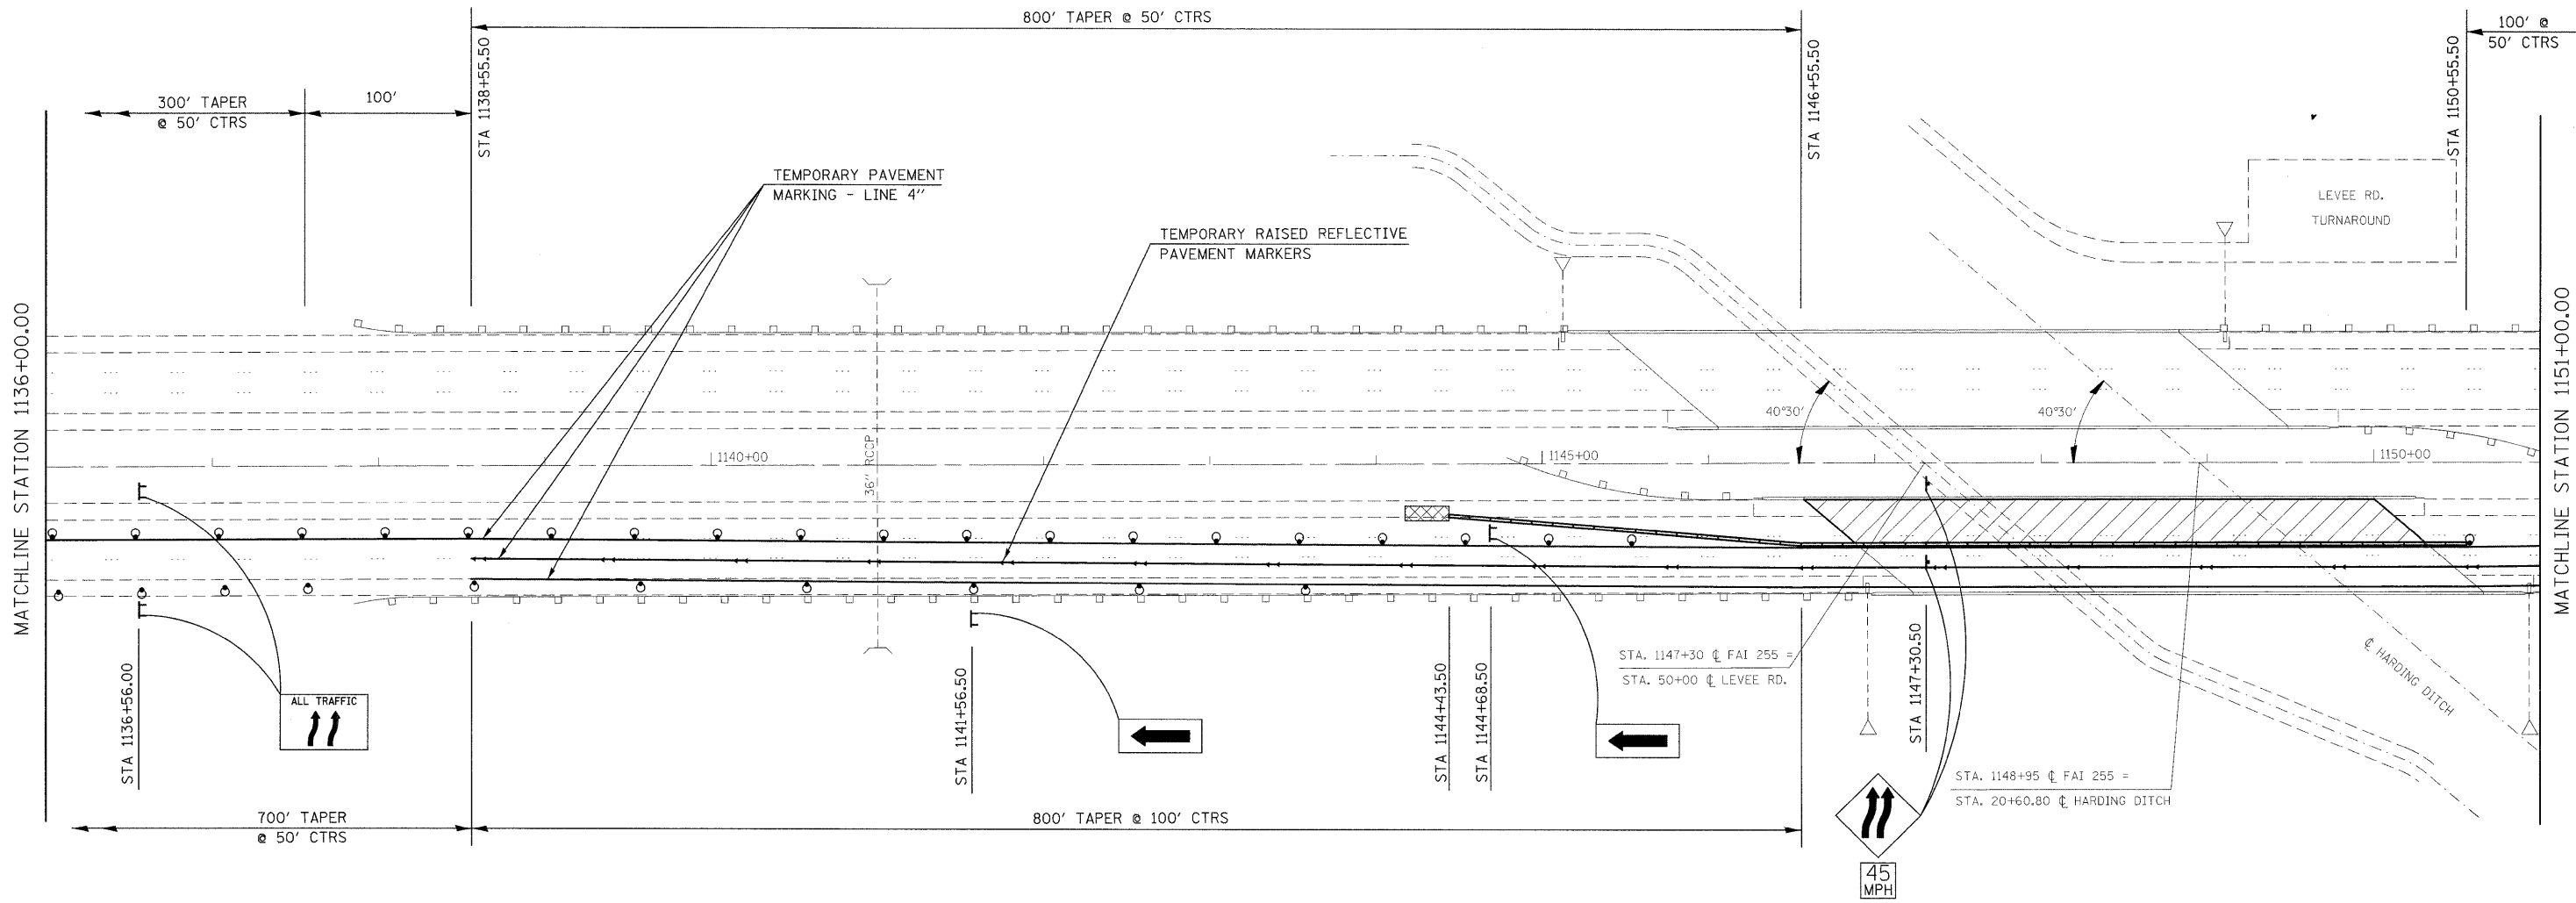 800' TAPER @ 50' CTRS
100' @
50' CTRS
300' TAPER
@ 50' CTRS
100'
STA 1138+55.50
STA 1146+55.50
STA 1150+55.50
TEMPORARY PAVEMENT
MARKING - LINE 4"
TEMPORARY RAISED REFLECTIVE
PAVEMENT MARKERS
LEVEE RD.
TURNAROUND
MATCHLINE STATION 1136+00.00
MATCHLINE STATION 1151+00.00
40°30'
40°30'
1140+00
1145+00
1150+00
36" RCCP
STA. 1147+30 ℄ FAI 255 =
STA. 50+00 ℄ LEVEE RD.
℄ HARDING DITCH
STA 1136+56.00
ALL TRAFFIC
STA 1141+56.50
STA 1144+43.50
STA 1144+68.50
STA 1147+30.50
STA. 1148+95 ℄ FAI 255 =
STA. 20+60.80 ℄ HARDING DITCH
700' TAPER
@ 50' CTRS
800' TAPER @ 100' CTRS
45
MPH